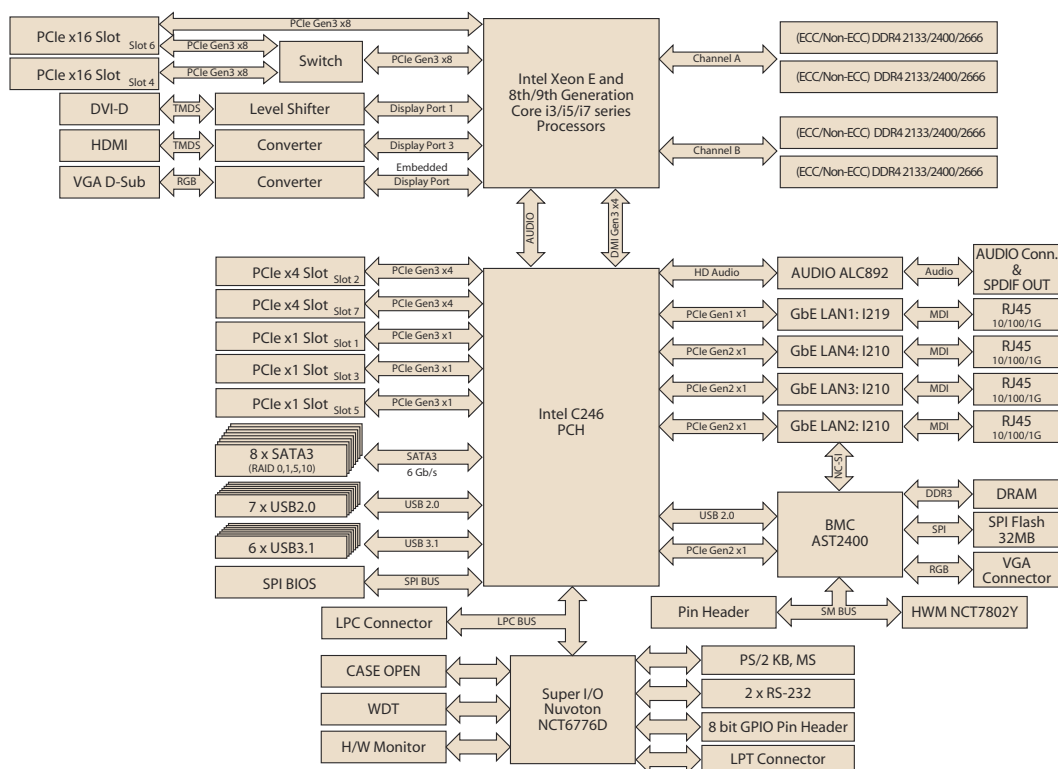 PCIe x16 Slot
Slot 6
PCIe Gen3 x8
PCIe Gen3 x8
PCIe x16 Slot
Slot 4
PCIe Gen3 x8
Switch
PCIe Gen3 x8
DVI-D
TMDS
Level Shifter
Display Port 1
HDMI
TMDS
Converter
Display Port 3
VGA D-Sub
RGB
Converter
Embedded
Display Port
Intel Xeon E and
8th/9th Generation
Core i3/i5/i7 series
Processors
Channel A
(ECC/Non-ECC) DDR4 2133/2400/2666
(ECC/Non-ECC) DDR4 2133/2400/2666
Channel B
(ECC/Non-ECC) DDR4 2133/2400/2666
(ECC/Non-ECC) DDR4 2133/2400/2666
AUDIO
DMI Gen3 x4
PCIe x4 Slot
Slot 2
PCIe Gen3 x4
PCIe x4 Slot
Slot 7
PCIe Gen3 x4
PCIe x1 Slot
Slot 1
PCIe Gen3 x1
PCIe x1 Slot
Slot 3
PCIe Gen3 x1
PCIe x1 Slot
Slot 5
PCIe Gen3 x1
8 x SATA3
(RAID 0,1,5,10)
SATA3
6 Gb/s
7 x USB2.0
USB 2.0
6 x USB3.1
USB 3.1
SPI BIOS
SPI BUS
Intel C246
PCH
HD Audio
AUDIO ALC892
Audio
AUDIO Conn.
&
SPDIF OUT
PCIe Gen1 x1
GbE LAN1: I219
MDI
RJ45
10/100/1G
PCIe Gen2 x1
GbE LAN4: I210
MDI
RJ45
10/100/1G
PCIe Gen2 x1
GbE LAN3: I210
MDI
RJ45
10/100/1G
PCIe Gen2 x1
GbE LAN2: I210
MDI
RJ45
10/100/1G
NC-SI
USB 2.0
PCIe Gen2 x1
BMC
AST2400
DDR3
DRAM
SPI
SPI Flash
32MB
RGB
VGA
Connector
Pin Header
SM BUS
HWM NCT7802Y
LPC Connector
LPC BUS
CASE OPEN
WDT
H/W Monitor
Super I/O
Nuvoton
NCT6776D
PS/2 KB, MS
2 x RS-232
8 bit GPIO Pin Header
LPT Connector